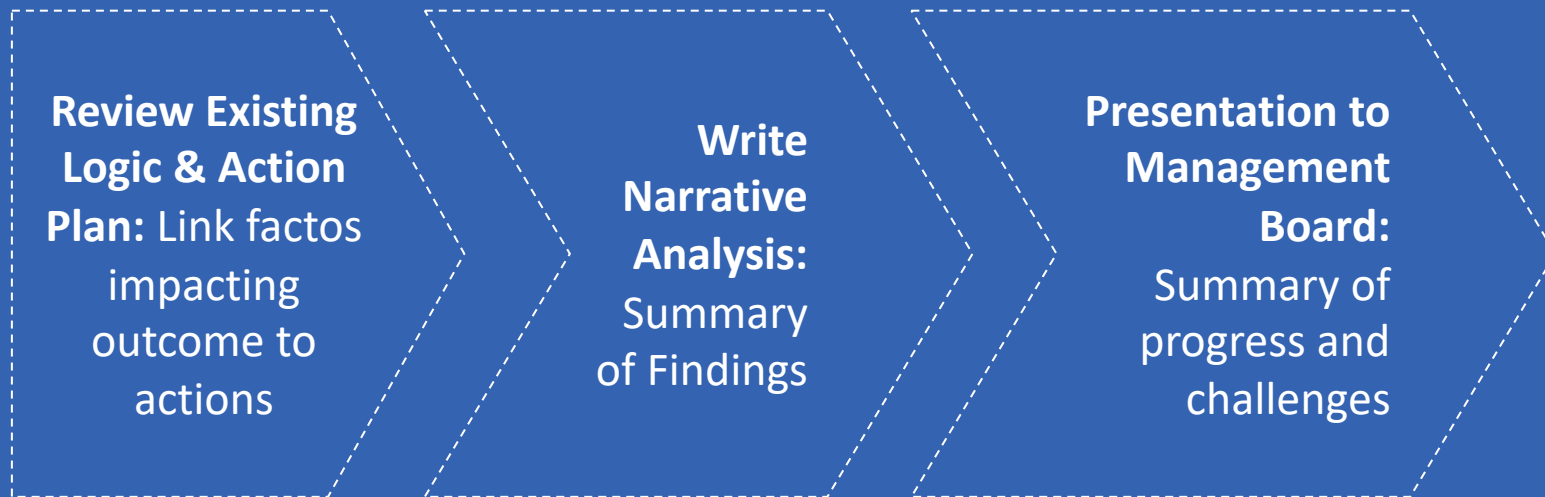 Review Existing
Logic & Action
Plan: Link factos
impacting
outcome to
actions
Write
Narrative
Analysis:
Summary
of Findings
Presentation to
Management
Board:
Summary of
progress and
challenges